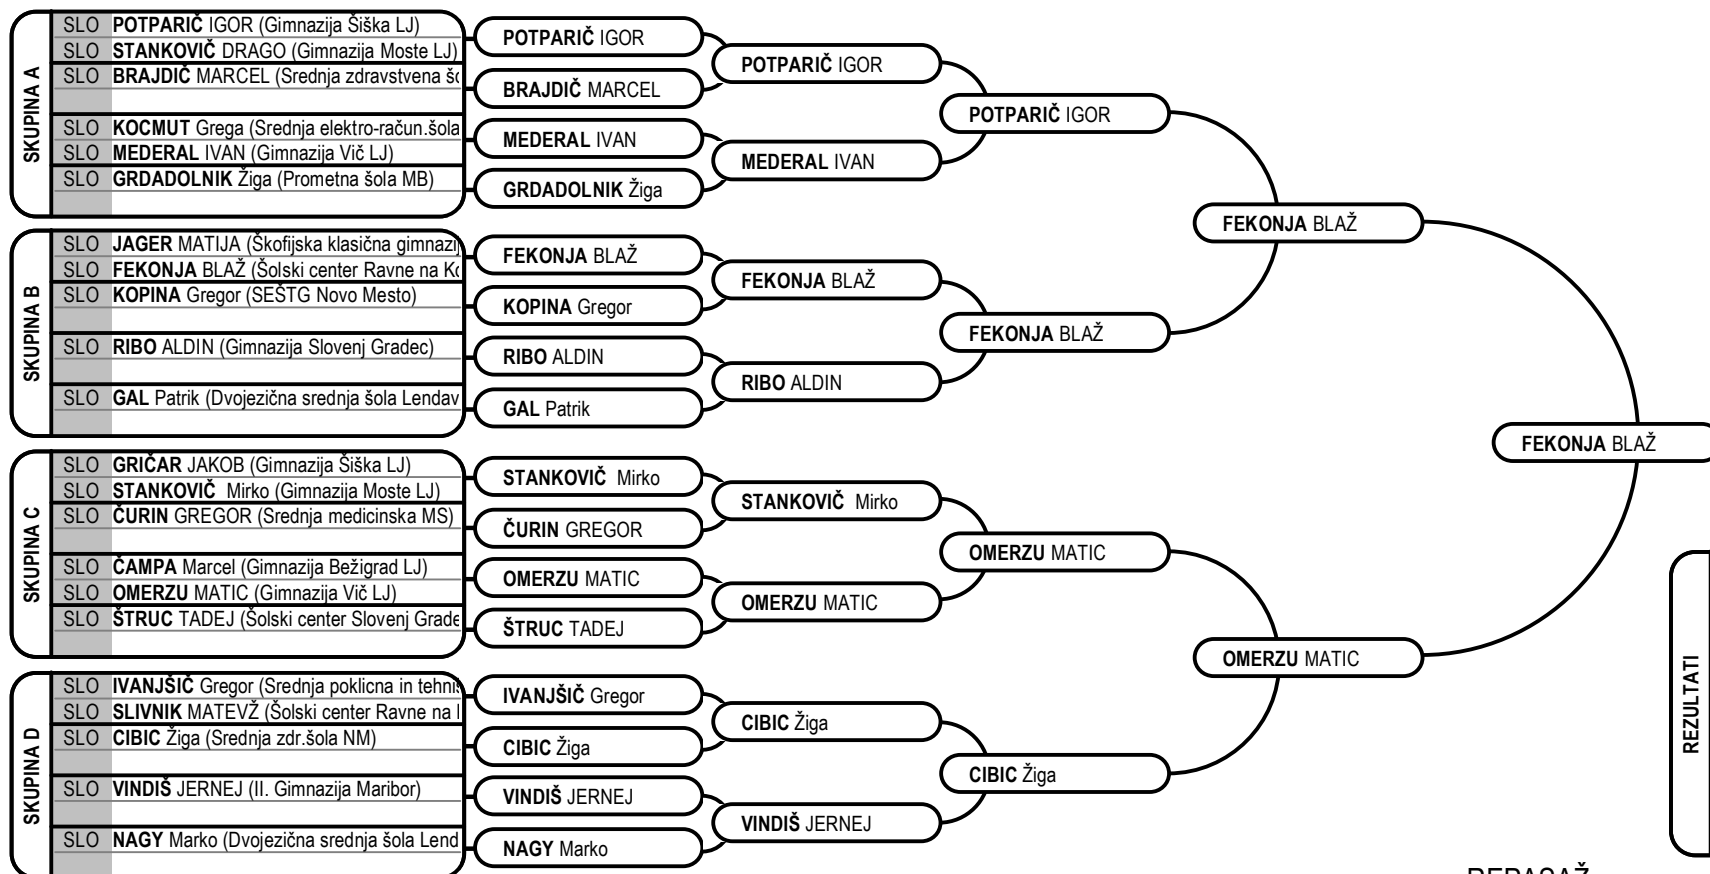 SKUPINA A
SLO POTPARIČ IGOR (Gimnazija Šiška LJ)
SLO STANKOVIČ DRAGO (Gimnazija Moste LJ)
SLO BRAJDIČ MARCEL (Srednja zdravstvena
SLO KOCMUT Grega (Srednja elektro-račun.šola
SLO MEDERAL IVAN (Gimnazija Vič LJ)
SLO GRDADOLNIK Žiga (Prometna šola MB)
SKUPINA B
SLO JAGER MATIJA (Škofijska klasična
SLO FEKONJA BLAŽ (Šolski center Ravne na
SLO KOPINA Gregor (SEŠTG Novo Mesto)
SLO RIBO ALDIN (Gimnazija Slovenj Gradec)
SLO GAL Patrik (Dvojezična srednja šola Lendav
SKUPINA C
SLO GRIČAR JAKOB (Gimnazija Šiška LJ)
SLO STANKOVIČ Mirko (Gimnazija Moste LJ)
SLO ČURIN GREGOR (Srednja medicinska MS)
SLO ČAMPA Marcel (Gimnazija Bežigrad LJ)
SLO OMERZU MATIC (Gimnazija Vič LJ)
SLO ŠTRUC TADEJ (Šolski center Slovenj Grade
SKUPINA D
SLO IVANJŠIČ Gregor (Srednja poklicna in
SLO SLIVNIK MATEVŽ (Šolski center Ravne na
SLO CIBIC Žiga (Srednja zdr.šola NM)
SLO VINDIŠ JERNEJ (II. Gimnazija Maribor)
SLO NAGY Marko (Dvojezična srednja šola Lend
POTPARIČ IGOR
BRAJDIČ MARCEL
MEDERAL IVAN
GRDADOLNIK Žiga
FEKONJA BLAŽ
KOPINA Gregor
RIBO ALDIN
GAL Patrik
STANKOVIČ Mirko
ČURIN GREGOR
OMERZU MATIC
ŠTRUC TADEJ
IVANJŠIČ Gregor
CIBIC Žiga
VINDIŠ JERNEJ
NAGY Marko
POTPARIČ IGOR
MEDERAL IVAN
FEKONJA BLAŽ
RIBO ALDIN
STANKOVIČ Mirko
OMERZU MATIC
CIBIC Žiga
VINDIŠ JERNEJ
POTPARIČ IGOR
FEKONJA BLAŽ
OMERZU MATIC
CIBIC Žiga
FEKONJA BLAŽ
OMERZU MATIC
FEKONJA BLAŽ
REZULTATI
REPASAŽ